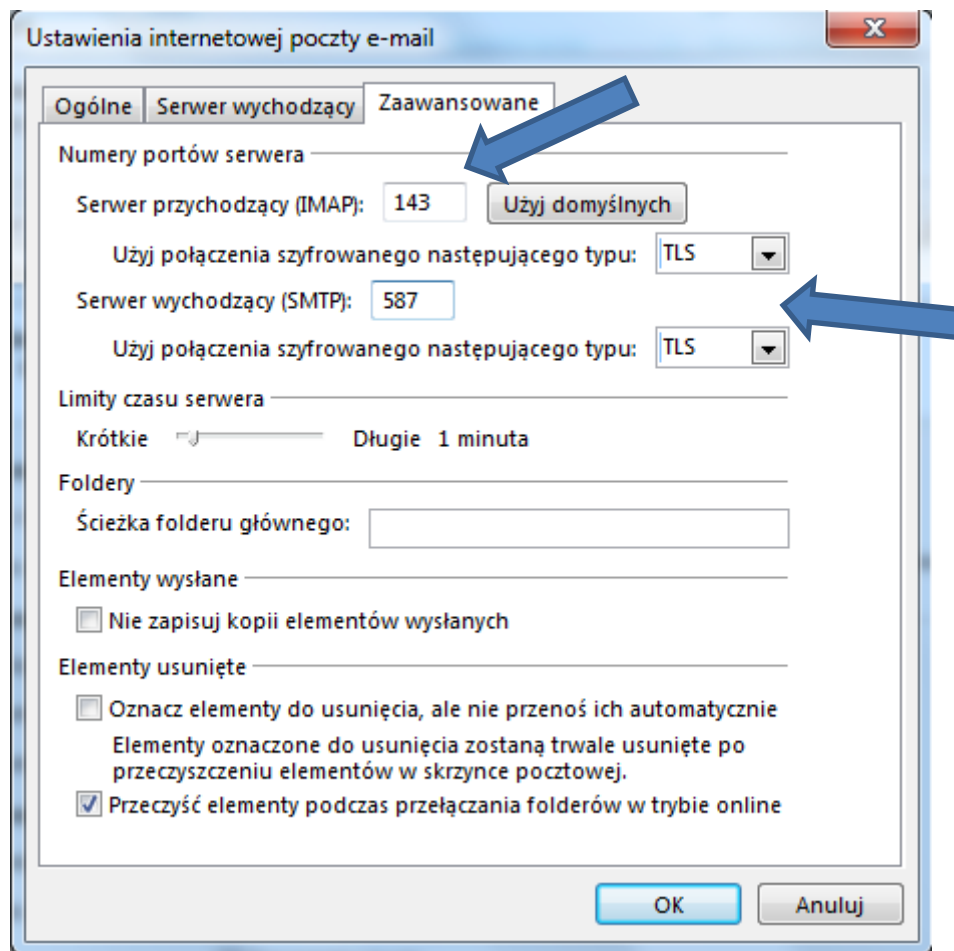 Ustawienia internetowej poczty e-mail
x
Ogólne Serwer wychodzący Zaawansowane
Numery portów serwera
Serwer przychodzący (IMAP): 143 Użyj domyślnych
Użyj połączenia szyfrowanego następującego typu: TLS
Serwer wychodzący (SMTP): 587
Użyj połączenia szyfrowanego następującego typu: TLS
Limity czasu serwera
Krótkie Długie 1 minuta
Foldery
Ścieżka folderu głównego:
Elementy wysłane
Nie zapisuj kopii elementów wysłanych
Elementy usunięte
Oznacz elementy do usunięcia, ale nie przenoś ich automatycznie
Elementy oznaczone do usunięcia zostaną trwale usunięte po
przeczyszczeniu elementów w skrzynce pocztowej.
Przeczyść elementy podczas przełączania folderów w trybie online
OK Anuluj